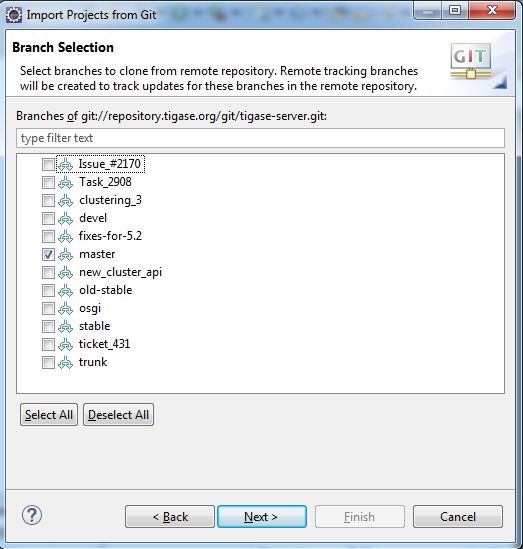 Import Projects from Git
Branch Selection
GIT
Select branches to clone from remote repository. Remote tracking branches
will be created to track updates for these branches in the remote repository.
Branches of git://repository.tigase.org/git/tigase-server.git:
type filter text
Issue_#2170
Task_2908
clustering_3
devel
fixes-for-5.2
master
new_cluster_api
old-stable
osgi
stable
ticket_431
trunk
Select All Deselect All
? < Back Next > Finish Cancel